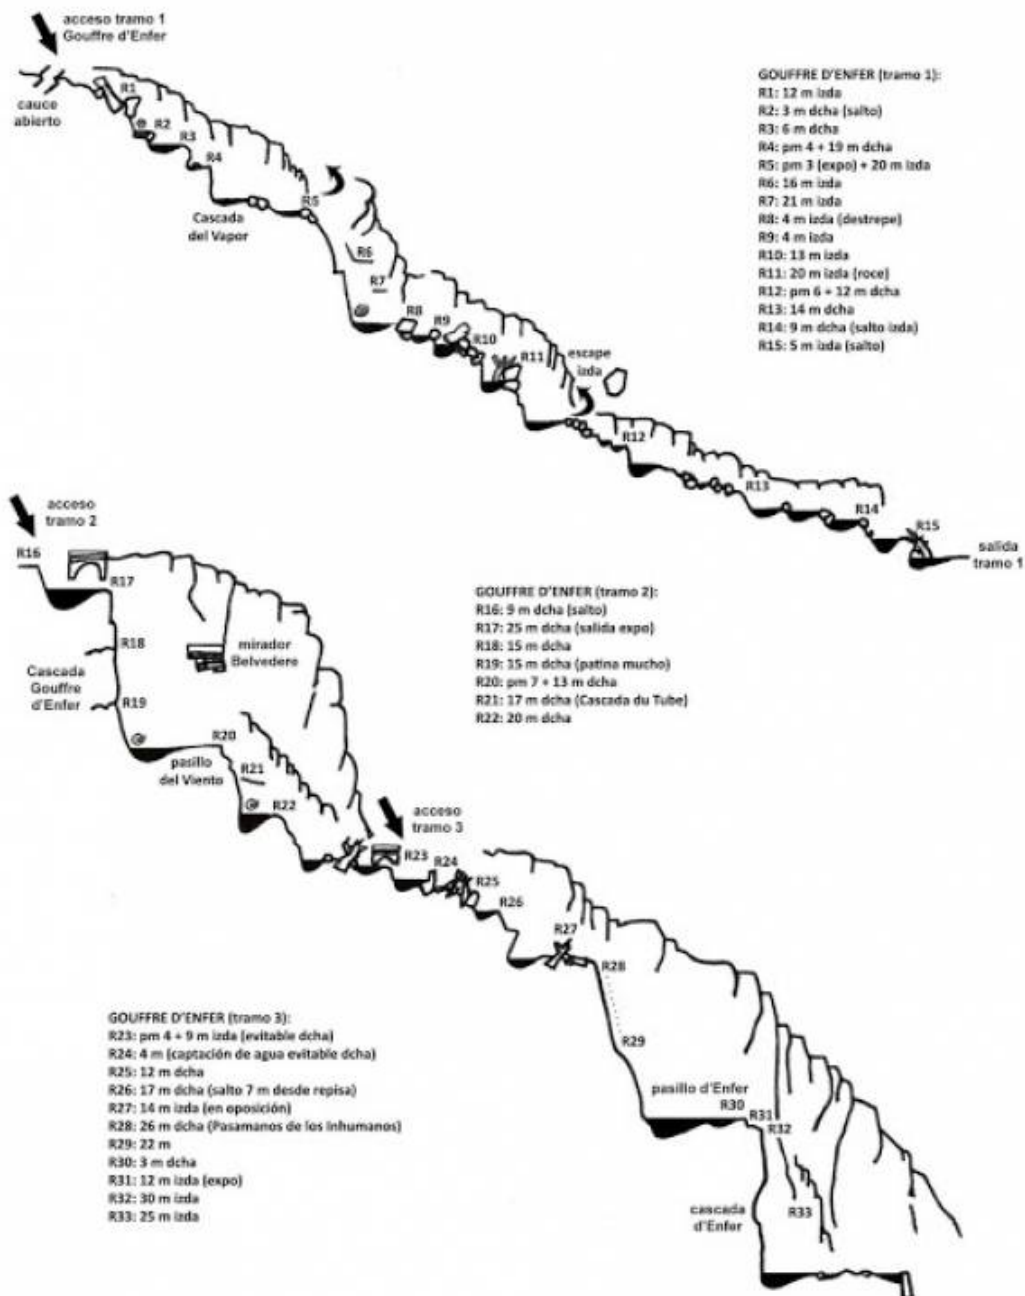 acceso tramo 1
Gouffre d'Enfer
cauce
abierto
R1
R2
R3
R4
R5
Cascada
del Vapor
R6
R7
R8
R9
R10
R11
escape
izda
R12
R13
R14
R15
salida
tramo 1
GOUFFRE D'ENFER (tramo 1):
R1: 12 m izda
R2: 3 m dcha (salto)
R3: 6 m dcha
R4: pm 4 + 19 m dcha
R5: pm 3 (expo) + 20 m izda
R6: 16 m izda
R7: 21 m izda
R8: 4 m izda (destrepe)
R9: 4 m izda
R10: 13 m izda
R11: 20 m izda (roce)
R12: pm 6 + 12 m dcha
R13: 14 m dcha
R14: 9 m dcha (salto izda)
R15: 5 m izda (salto)
acceso
tramo 2
R16
R17
R18
mirador
Belvedere
Cascada
Gouffre
d'Enfer
R19
R20
pasillo
del Viento
R21
R22
GOUFFRE D'ENFER (tramo 2):
R16: 9 m dcha (salto)
R17: 25 m dcha (salida expo)
R18: 15 m dcha
R19: 15 m dcha (patina mucho)
R20: pm 7 + 13 m dcha
R21: 17 m dcha (Cascada du Tube)
R22: 20 m dcha
acceso
tramo 3
R23
R24
R25
R26
R27
R28
R29
pasillo d'Enfer
R30
R31
R32
R33
cascada
d'Enfer
GOUFFRE D'ENFER (tramo 3):
R23: pm 4 + 9 m izda (evitable dcha)
R24: 4 m (captación de agua evitable dcha)
R25: 12 m dcha
R26: 17 m dcha (salto 7 m desde repisa)
R27: 14 m izda (en oposición)
R28: 26 m dcha (Pasamanos de los Inhumanos)
R29: 22 m
R30: 3 m dcha
R31: 12 m izda (expo)
R32: 30 m izda
R33: 25 m izda